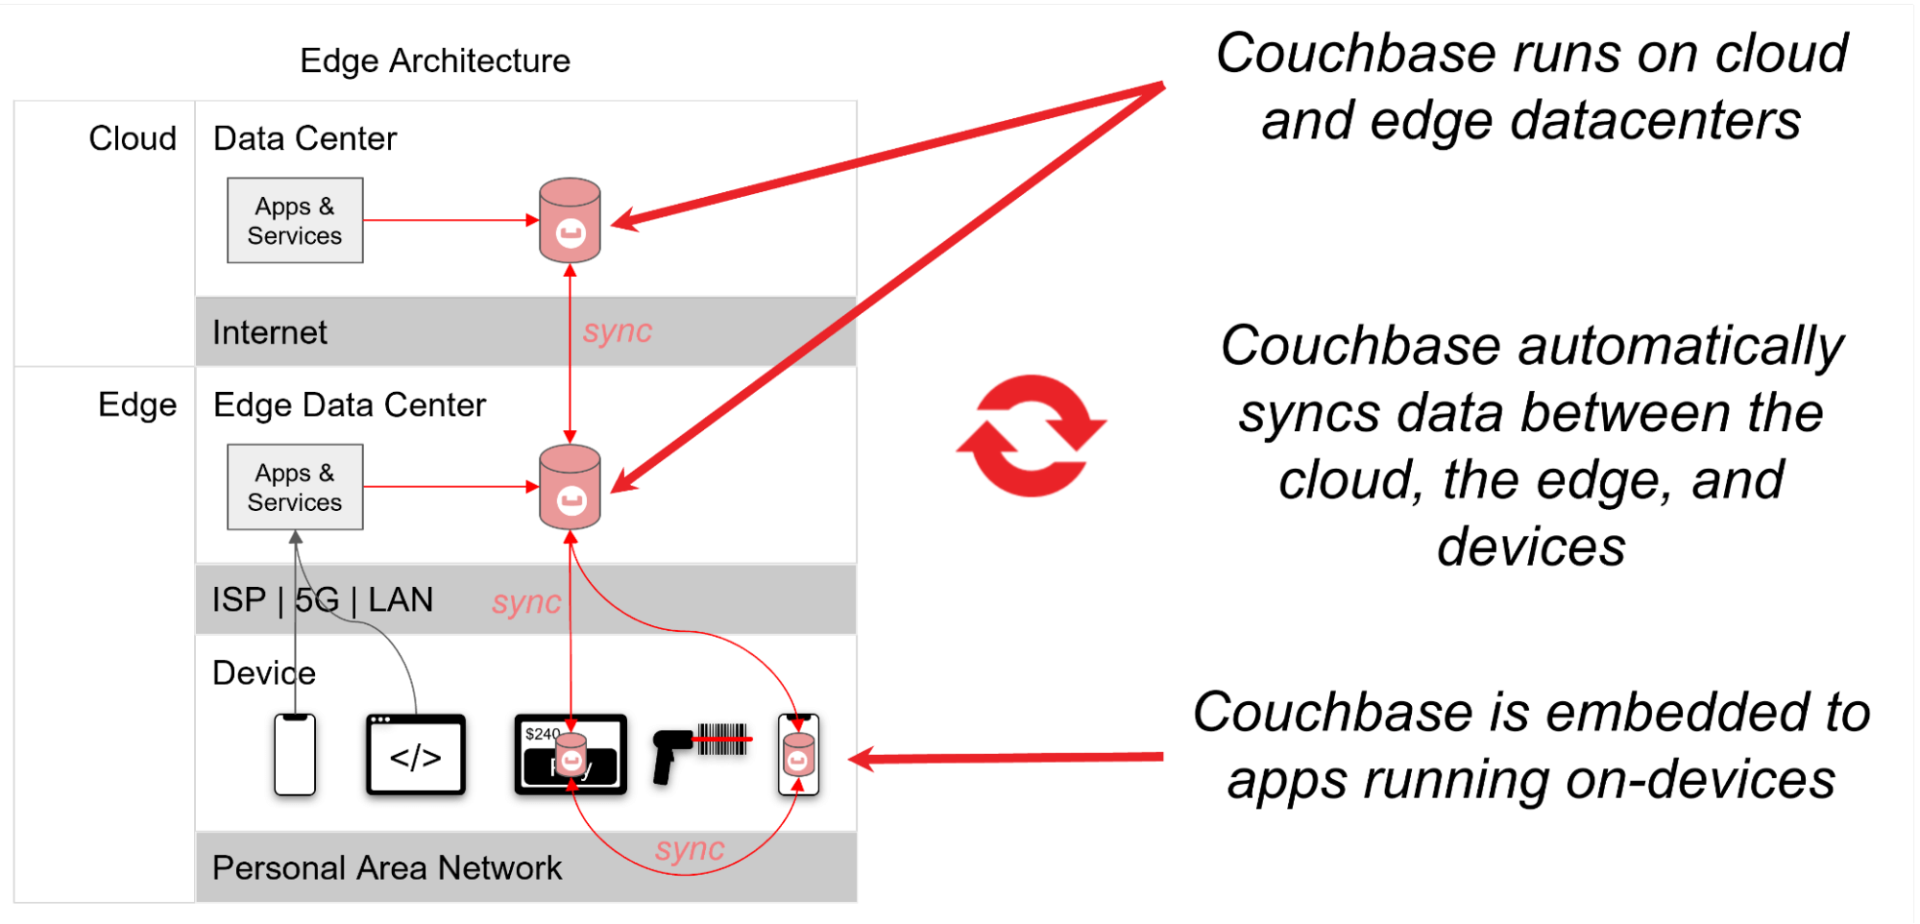 Edge Architecture
Cloud
Data Center
Apps &
Services
Internet
sync
Edge
Edge Data Center
Apps &
Services
ISP | 5G | LAN
sync
Device
</>
$240
Personal Area Network
sync
Couchbase runs on cloud
and edge datacenters
Couchbase automatically
syncs data between the
cloud, the edge, and
devices
Couchbase is embedded to
apps running on-devices